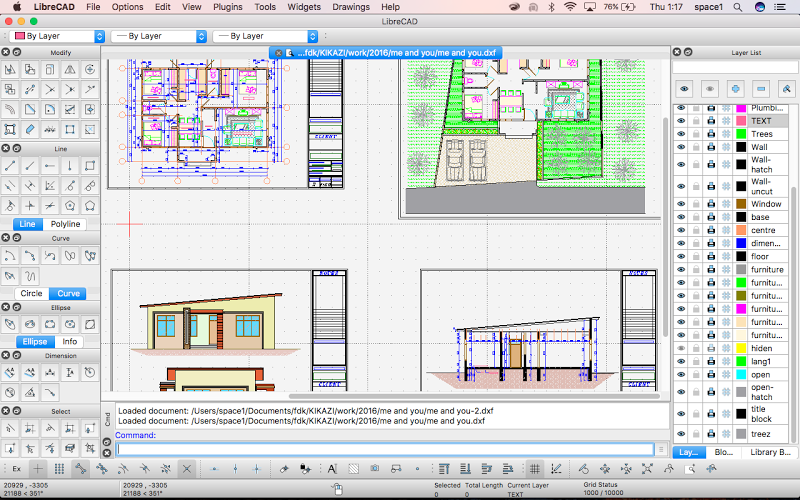 LibreCAD File Options Edit View Plugins Tools Widgets Drawings Help 76% Thu 1:17 space1
LibreCAD
By Layer By Layer By Layer
...fdk/KIKAZI/work/2016/me and you/me and you.dxf
Modify
Line
Line Polyline
Curve
Circle Curve
Ellipse
Ellipse Info
Dimension
Select
CLIENT
NOTES
CLIENT
NOTES
CLIENT
Layer List
Plumbi...
TEXT
Trees
Wall
Wall-
hatch
Wall-
uncut
Window
base
centre
dimen...
floor
furniture
furnitu...
furnitu...
furnitu...
furnitu...
furnitu...
hiden
lang1
open
open-
hatch
title
block
treez
Lay... Blo... Library B...
Cmd
Loaded document: /Users/space1/Documents/fdk/KIKAZI/work/2016/me and you/me and you-2.dxf
Loaded document: /Users/space1/Documents/fdk/KIKAZI/work/2016/me and you/me and you.dxf
Command:
Ex
20929 , -3305
21188 < 351°
20929 , -3305
21188 < 351°
Selected Total Length Current Layer Grid Status
0 0 TEXT 1000 / 10000